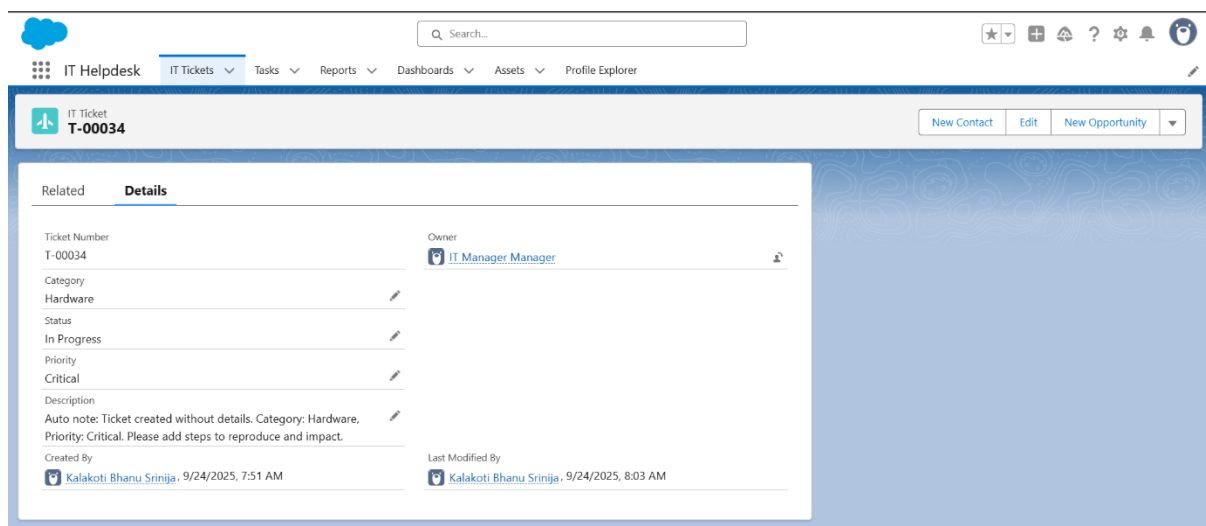 Search...
IT Helpdesk IT Tickets Tasks Reports Dashboards Assets Profile Explorer
IT Ticket
T-00034
New Contact Edit New Opportunity
Related Details
Ticket Number
T-00034
Owner
IT Manager Manager
Category
Hardware
Status
In Progress
Priority
Critical
Description
Auto note: Ticket created without details. Category: Hardware,
Priority: Critical. Please add steps to reproduce and impact.
Created By
Kalakoti Bhanu Srinija, 9/24/2025, 7:51 AM
Last Modified By
Kalakoti Bhanu Srinija, 9/24/2025, 8:03 AM